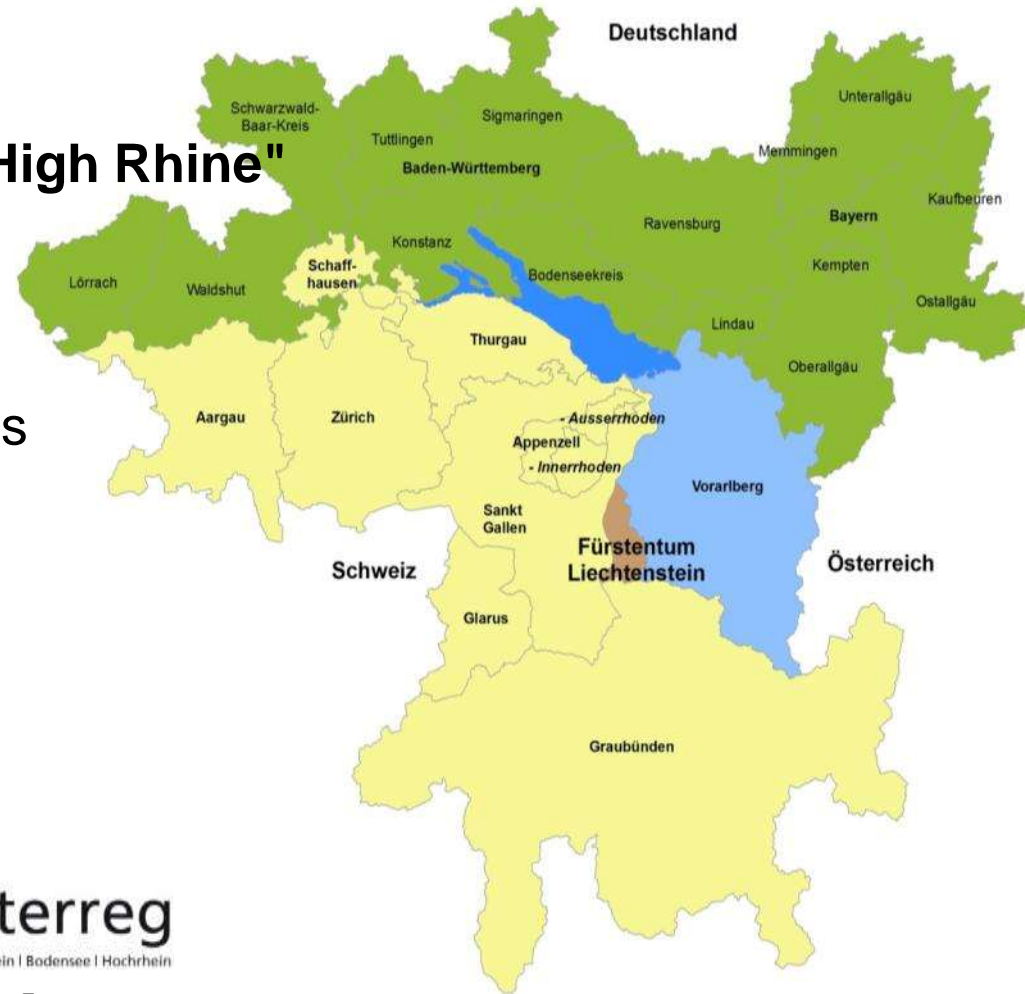 Deutschland
Unterallgäu
Schwarzwald-
Baar-Kreis
Sigmaringen
Tuttlingen
High Rhine"
Memmingen
Baden-Württemberg
Kaufbeuren
Bayern
Ravensburg
Konstanz
Kempten
Schaff-
hausen
Bodenseekreis
Lörrach
Waldshut
Ostallgäu
Lindau
Thurgau
Oberallgäu
s
Aargau
Zürich
- Ausserrhoden
Appenzell
- Innerrhoden
Vorarlberg
Sankt
Gallen
Fürstentum
Liechtenstein
Schweiz
Österreich
Glarus
Graubünden
terreg
ein | Bodensee | Hochrhein